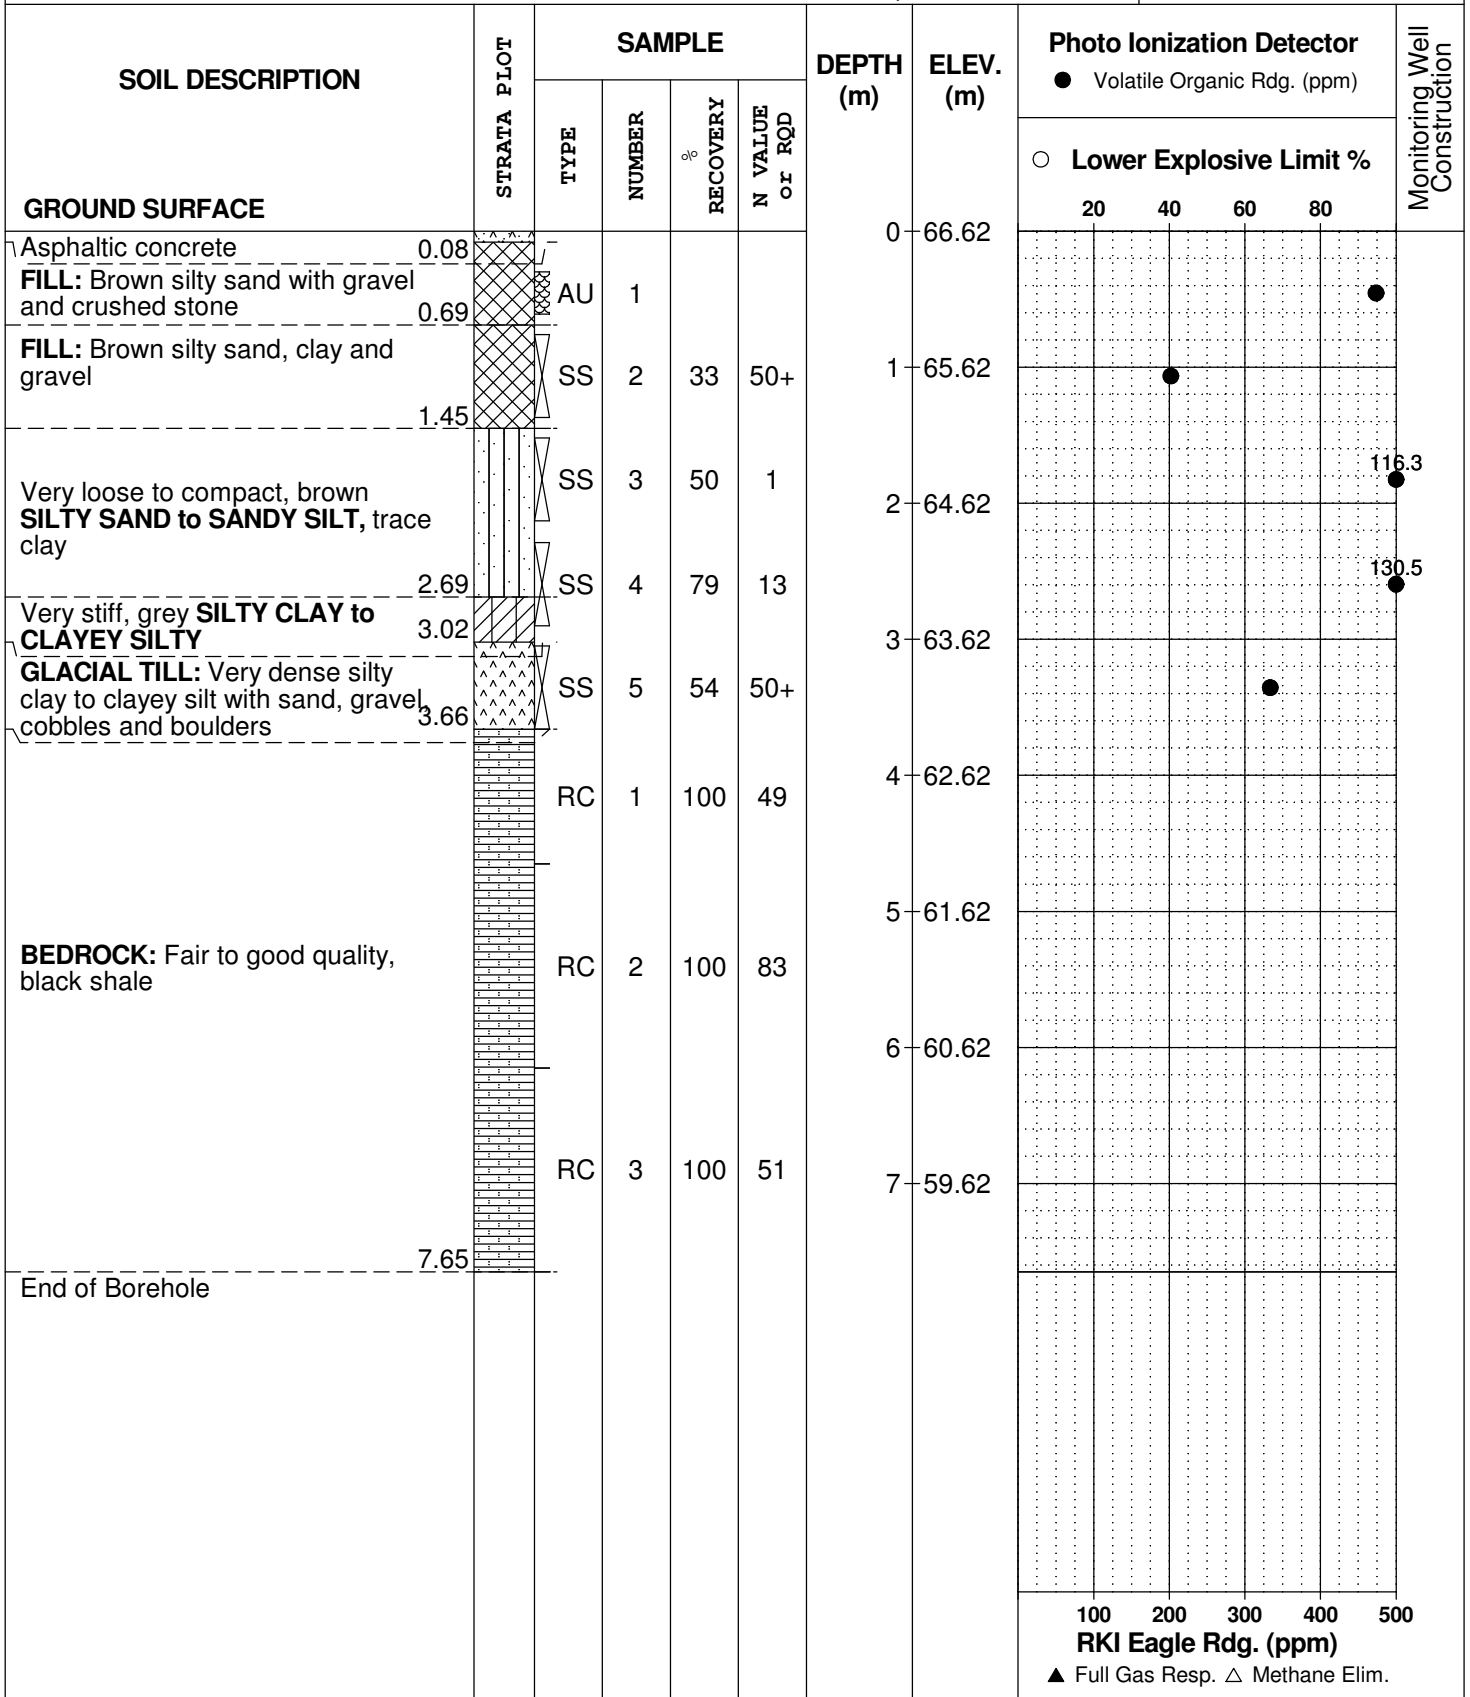 SOIL DESCRIPTION
GROUND SURFACE
STRATA PLOT
SAMPLE
TYPE
NUMBER
% RECOVERY
N VALUE
or RQD
DEPTH
(m)
ELEV.
(m)
Photo Ionization Detector
● Volatile Organic Rdg. (ppm)
○ Lower Explosive Limit %
20 40 60 80
Monitoring Well
Construction
0 66.62
Asphaltic concrete 0.08
FILL: Brown silty sand with gravel
and crushed stone 0.69
AU 1
FILL: Brown silty sand, clay and
gravel
1.45
SS 2 33 50+
1 65.62
Very loose to compact, brown
SILTY SAND to SANDY SILT, trace
clay
2.69
SS 3 50 1
116.3
2 64.62
SS 4 79 13
130.5
Very stiff, grey SILTY CLAY to
CLAYEY SILTY 3.02
3 63.62
GLACIAL TILL: Very dense silty
clay to clayey silt with sand, gravel,
cobbles and boulders 3.66
SS 5 54 50+
4 62.62
RC 1 100 49
5 61.62
BEDROCK: Fair to good quality,
black shale
RC 2 100 83
6 60.62
RC 3 100 51
7 59.62
7.65
End of Borehole
100 200 300 400 500
RKI Eagle Rdg. (ppm)
▲ Full Gas Resp. △ Methane Elim.